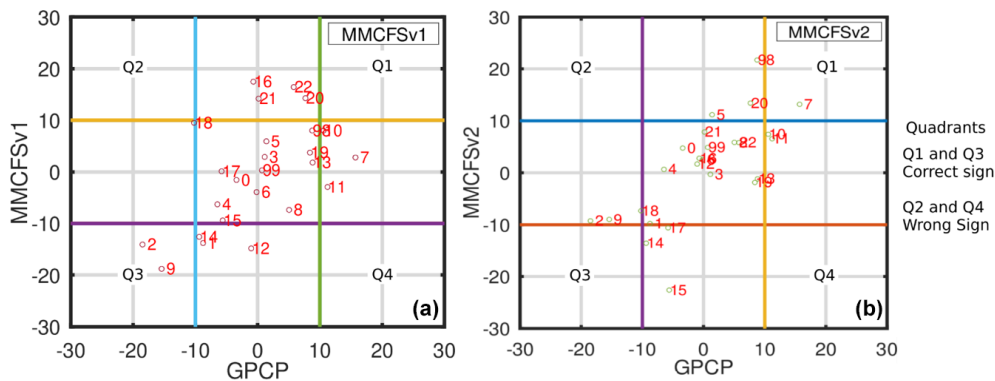 30
MMCFSv1
20
Q2
Q1
16
22
21
20
10
18
98 10
5
19
3
13
7
MMCFSv1
0
17
99
0
11
6
4
8
15
-10
14
1
2
12
9
-20
Q3
Q4
(a)
-30
-30 -20 -10 0 10 20 30
GPCP
30
MMCFSv2
98
20
Q2
Q1
20
7
5
10
21
10
11
22
0
99
16
12
MMCFSv2
0
4
3
13
19
18
2 9
1
-10
17
14
15
-20
Q3
Q4
(b)
-30
-30 -20 -10 0 10 20 30
GPCP
Quadrants
Q1 and Q3
Correct sign
Q2 and Q4
Wrong Sign